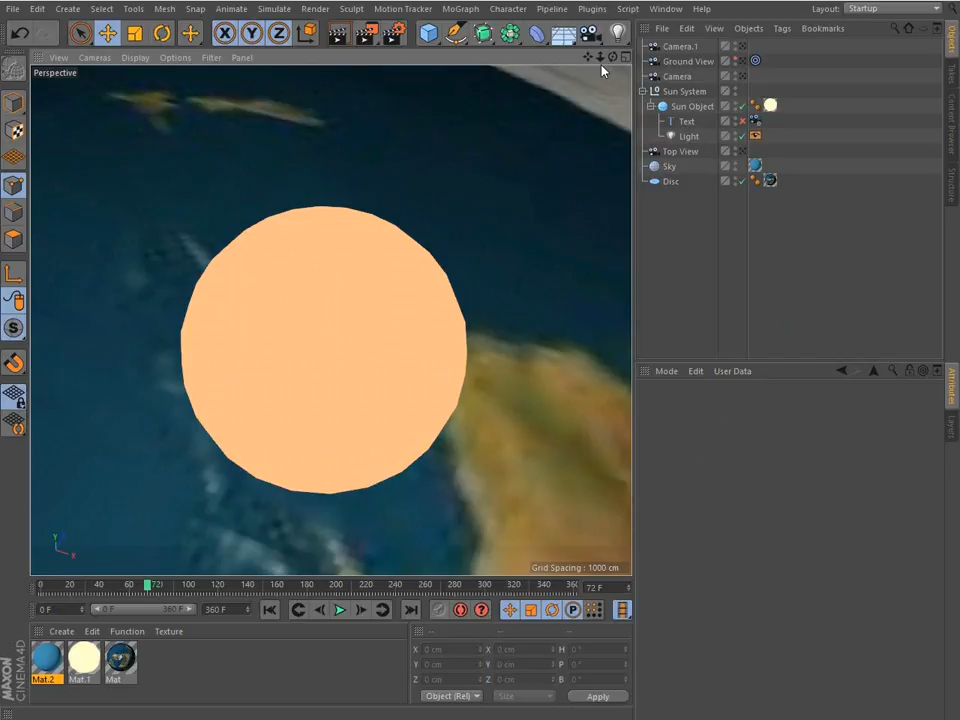 File Edit Create Select Tools Mesh Snap Animate Simulate Render Sculpt Motion Tracker MoGraph Character Pipeline Plugins Script Window Help Layout: Startup
X Y Z
View Cameras Display Options Filter Panel
Perspective
File Edit View Objects Tags Bookmarks
Camera.1
Ground View
Camera
Sun System
Sun Object
Text
Light
Top View
Sky
Disc
Objects
Takes
Content Browser
Structure
Mode Edit User Data
Attributes
Layers
Y
X
Grid Spacing : 1000 cm
0 20 40 60 72 100 120 140 160 180 200 220 240 260 280 300 320 340 360 72 F
0 F 0 F 360 F 360 F
Create Edit Function Texture
Mat.2 Mat.1 Mat
-- -- --
X 0 cm X 0 cm H 0 °
Y 0 cm Y 0 cm P 0 °
Z 0 cm Z 0 cm B 0 °
Object (Rel) Size Apply
MAXON
CINEMA 4D